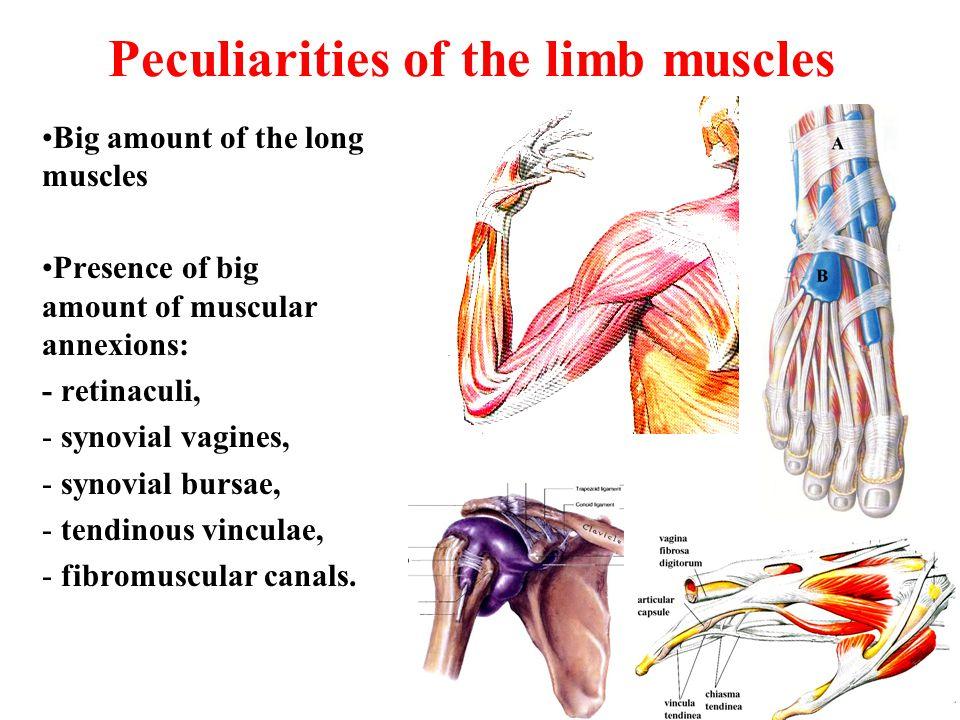 Peculiarities of the limb muscles
•Big amount of the long
muscles
•Presence of big
amount of muscular
annexions:
- retinaculi,
- synovial vagines,
- synovial bursae,
- tendinous vinculae,
- fibromuscular canals.
A
B
Trapezoid ligament
Conoid ligament
Clavicle
vagina
fibrosa
digitorum
articular
capsule
vincula
tendinea
chiasma
tendinea